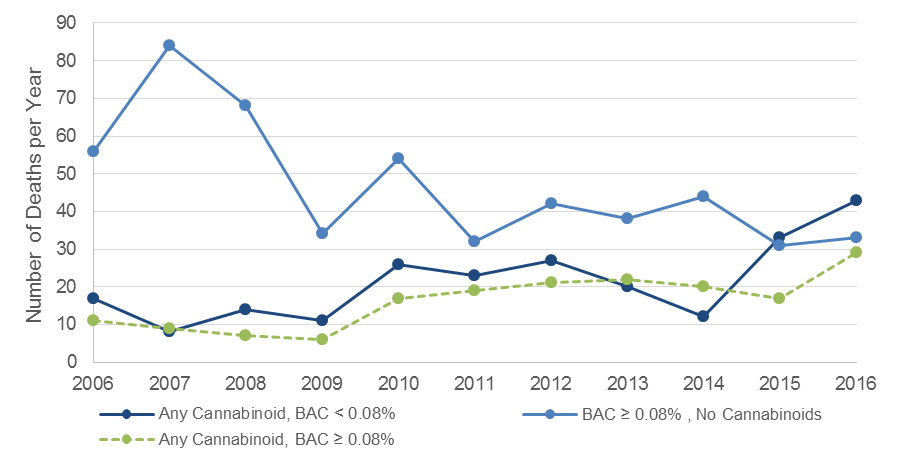 90
80
70
60
50
40
30
20
10
0
Number of Deaths per Year
2006 2007 2008 2009 2010 2011 2012 2013 2014 2015 2016
Any Cannabinoid, BAC < 0.08%
BAC ≥ 0.08% , No Cannabinoids
Any Cannabinoid, BAC ≥ 0.08%